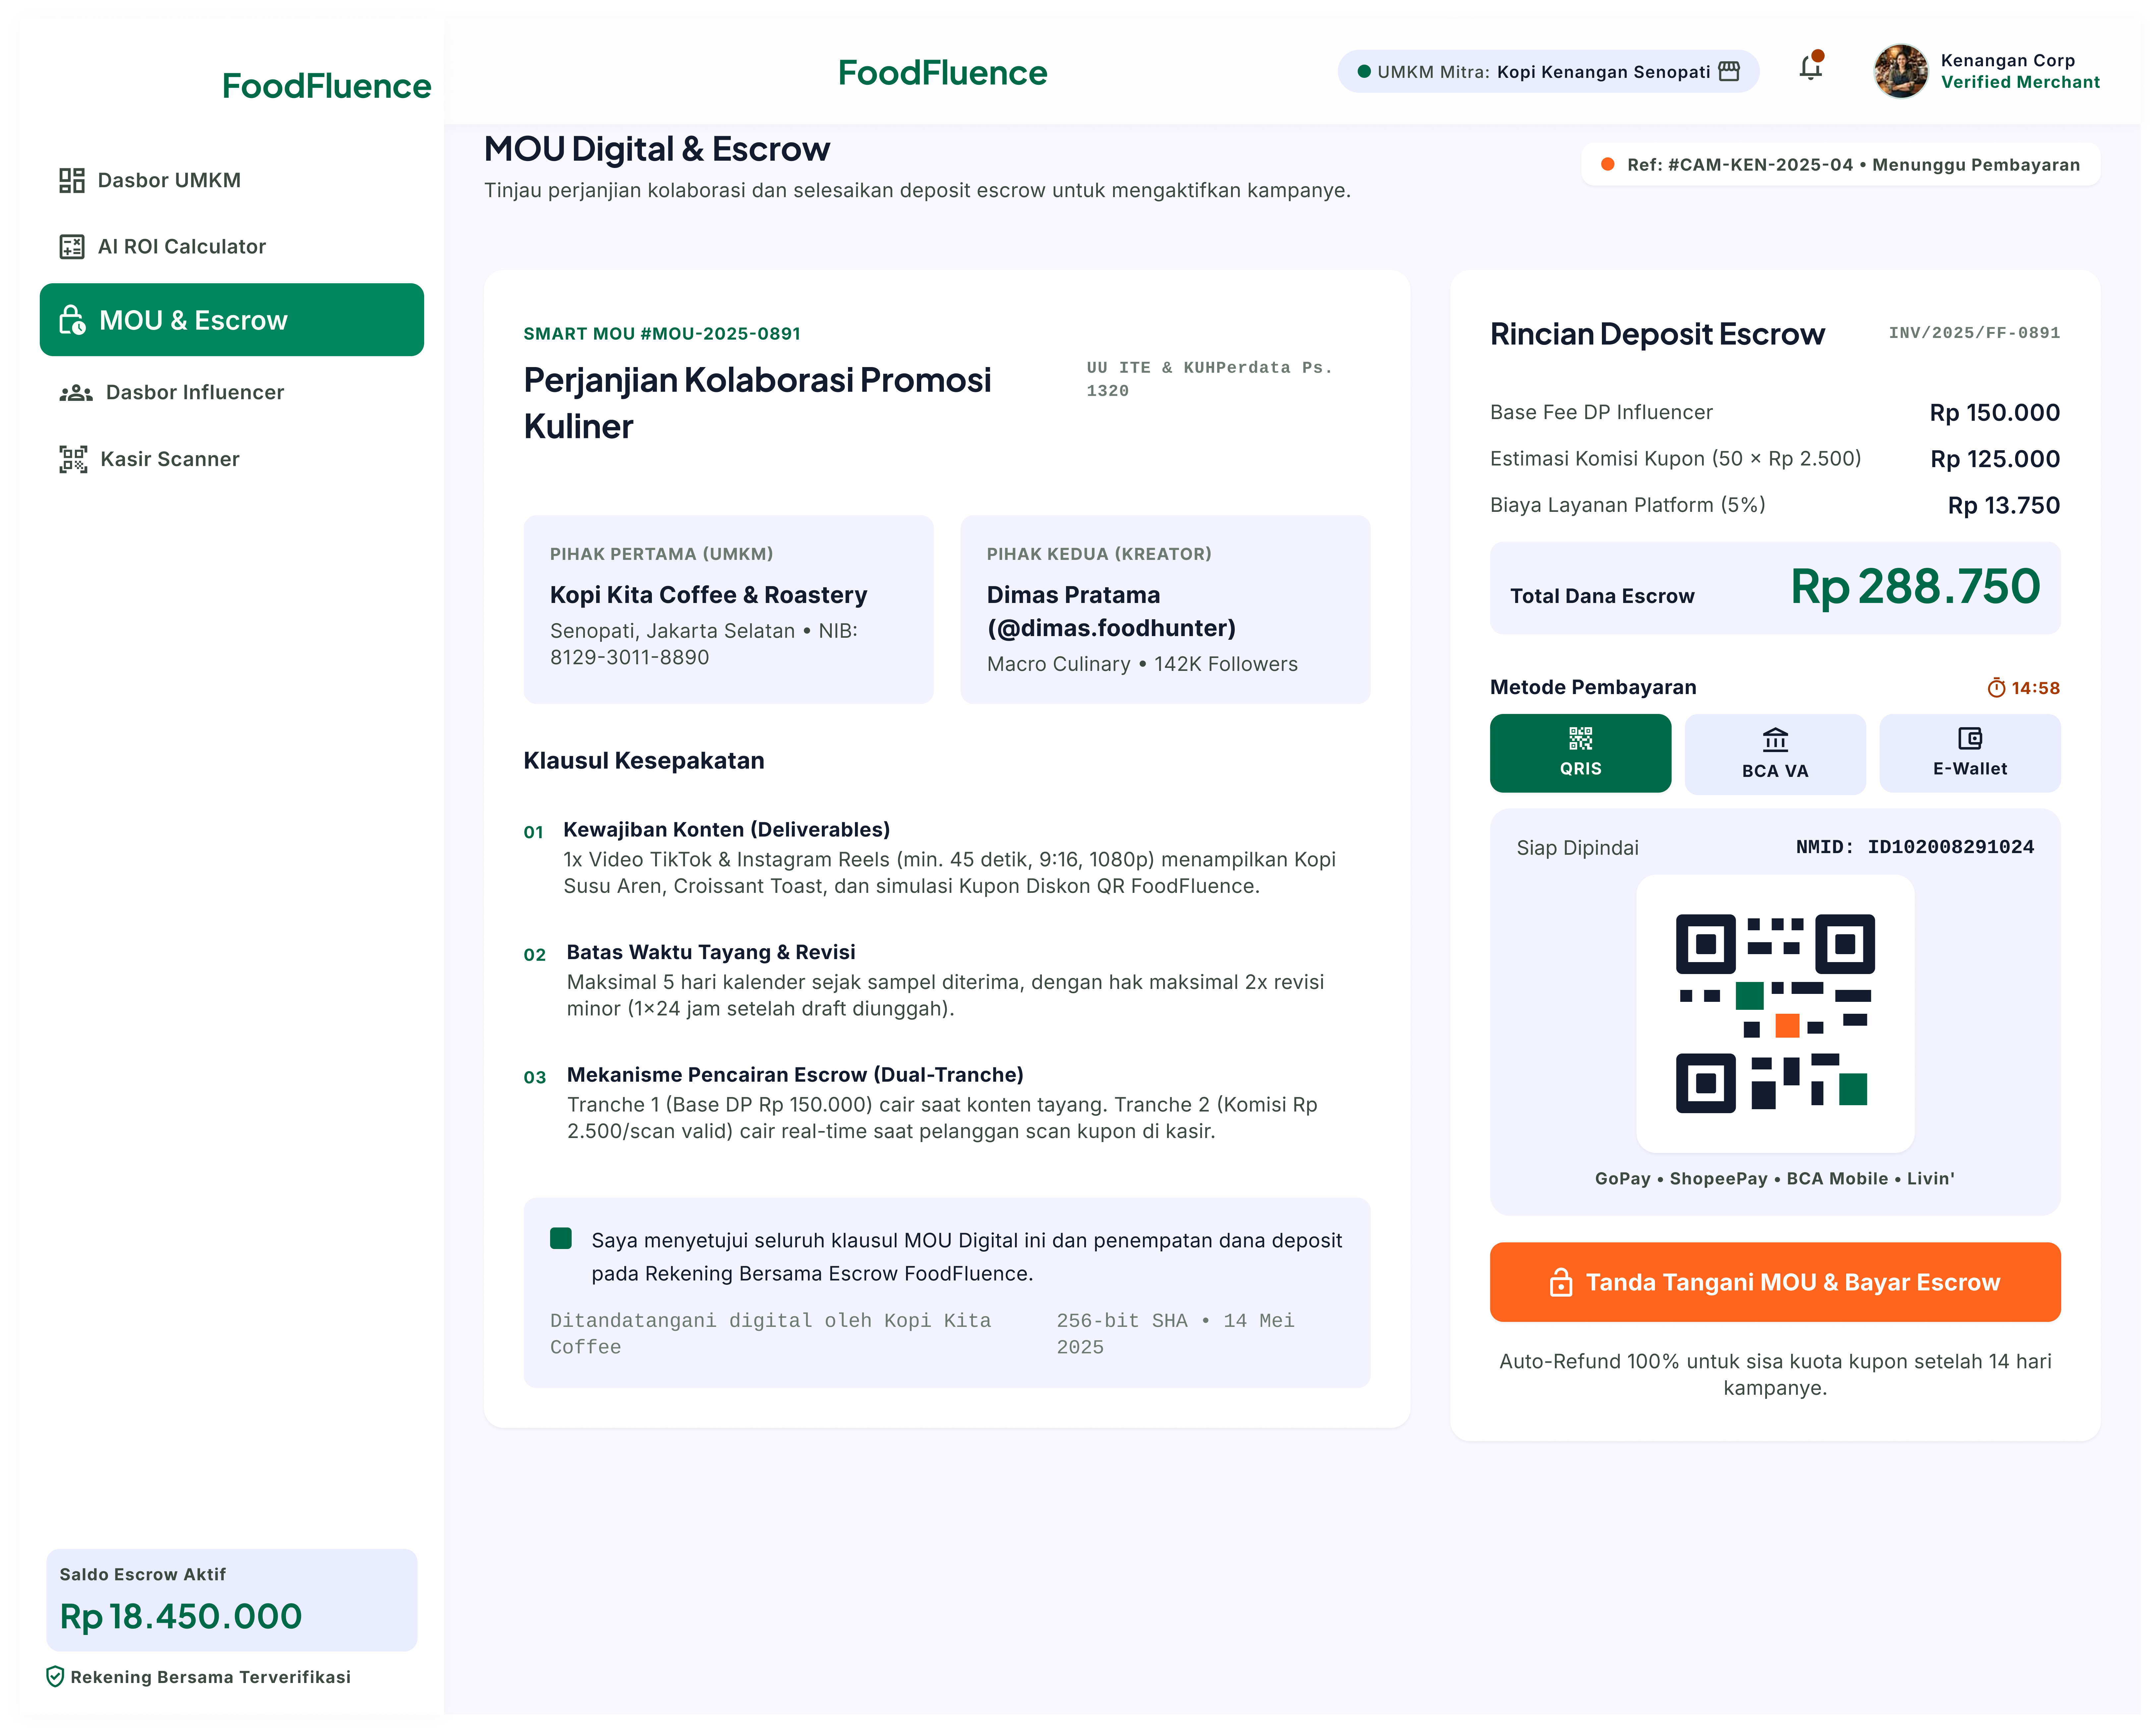 FoodFluence
Dasbor UMKM
AI ROI Calculator
MOU & Escrow
Dasbor Influencer
Kasir Scanner
Saldo Escrow Aktif
Rp 18.450.000
Rekening Bersama Terverifikasi
FoodFluence
UMKM Mitra: Kopi Kenangan Senopati
Kenangan Corp
Verified Merchant
MOU Digital & Escrow
Tinjau perjanjian kolaborasi dan selesaikan deposit escrow untuk mengaktifkan kampanye.
Ref: #CAM-KEN-2025-04 • Menunggu Pembayaran
SMART MOU #MOU-2025-0891
Perjanjian Kolaborasi Promosi
Kuliner
UU ITE & KUHPerdata Ps.
1320
PIHAK PERTAMA (UMKM)
Kopi Kita Coffee & Roastery
Senopati, Jakarta Selatan • NIB:
8129-3011-8890
PIHAK KEDUA (KREATOR)
Dimas Pratama
(@dimas.foodhunter)
Macro Culinary • 142K Followers
Klausul Kesepakatan
01 Kewajiban Konten (Deliverables)
1x Video TikTok & Instagram Reels (min. 45 detik, 9:16, 1080p) menampilkan Kopi
Susu Aren, Croissant Toast, dan simulasi Kupon Diskon QR FoodFluence.
02 Batas Waktu Tayang & Revisi
Maksimal 5 hari kalender sejak sampel diterima, dengan hak maksimal 2x revisi
minor (1×24 jam setelah draft diunggah).
03 Mekanisme Pencairan Escrow (Dual-Tranche)
Tranche 1 (Base DP Rp 150.000) cair saat konten tayang. Tranche 2 (Komisi Rp
2.500/scan valid) cair real-time saat pelanggan scan kupon di kasir.
Saya menyetujui seluruh klausul MOU Digital ini dan penempatan dana deposit
pada Rekening Bersama Escrow FoodFluence.
Ditandatangani digital oleh Kopi Kita
Coffee
256-bit SHA • 14 Mei
2025
Rincian Deposit Escrow
INV/2025/FF-0891
Base Fee DP Influencer Rp 150.000
Estimasi Komisi Kupon (50 × Rp 2.500) Rp 125.000
Biaya Layanan Platform (5%) Rp 13.750
Total Dana Escrow Rp 288.750
Metode Pembayaran 14:58
QRIS
BCA VA
E-Wallet
Siap Dipindai NMID: ID102008291024
GoPay • ShopeePay • BCA Mobile • Livin'
Tanda Tangani MOU & Bayar Escrow
Auto-Refund 100% untuk sisa kuota kupon setelah 14 hari
kampanye.